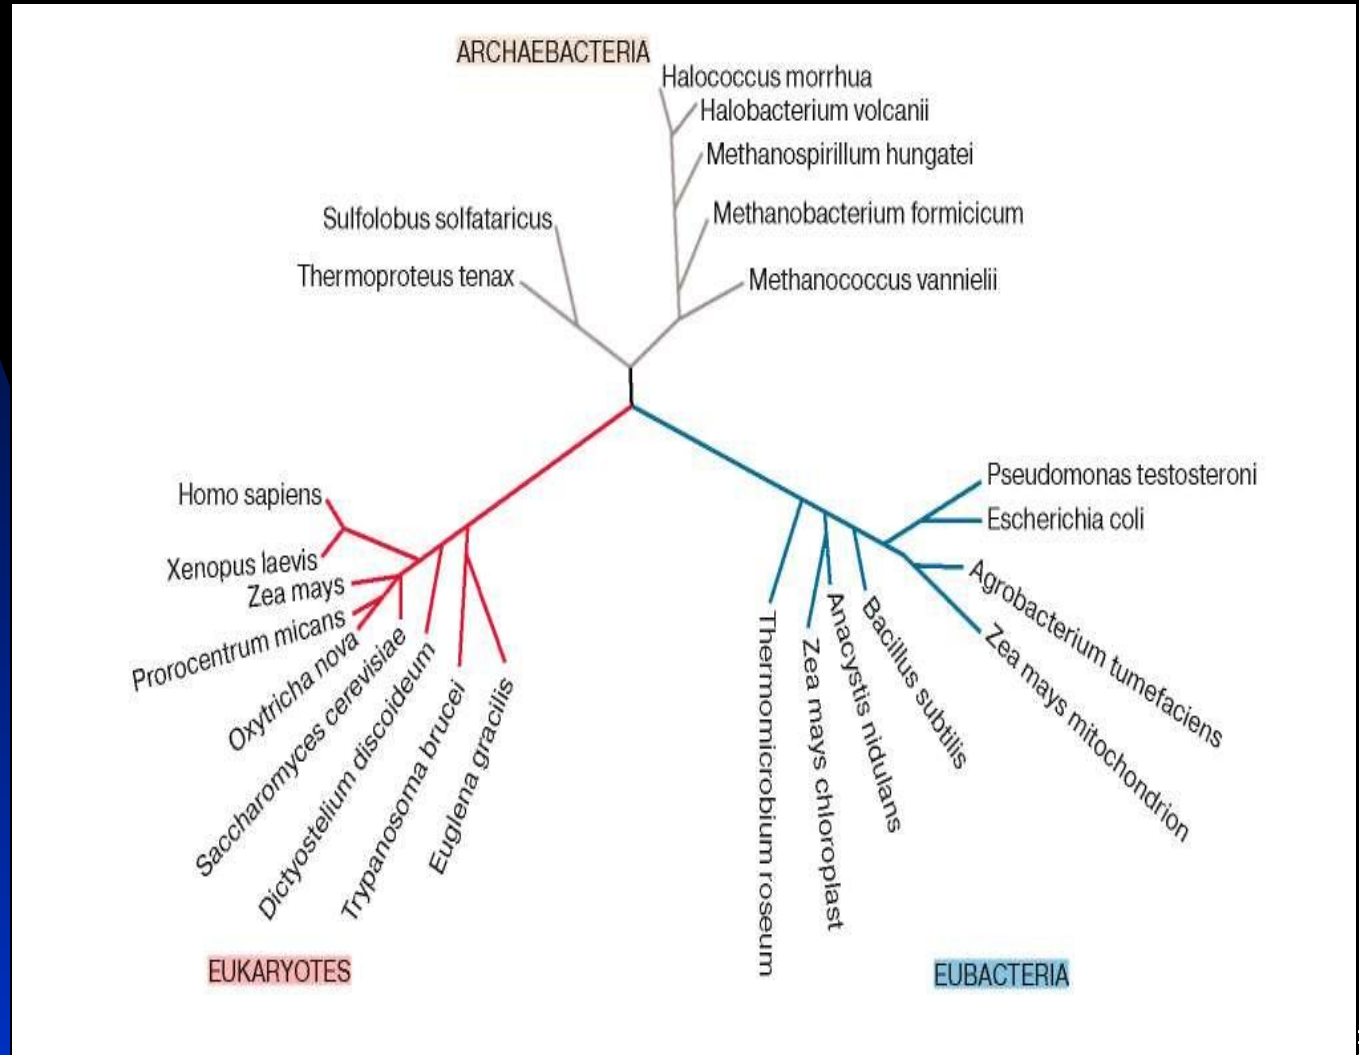 ARCHAEBACTERIA
Halococcus morrhua
Halobacterium volcanii
Methanospirillum hungatei
Methanobacterium formicicum
Methanococcus vannielii
Sulfolobus solfataricus
Thermoproteus tenax
Homo sapiens
Xenopus laevis
Zea mays
Prorocentrum micans
Oxytricha nova
Saccharomyces cerevisiae
Dictyostelium discoideum
Trypanosoma brucei
Euglena gracilis
EUKARYOTES
Pseudomonas testosteroni
Escherichia coli
Agrobacterium tumefaciens
Zea mays mitochondrion
Bacillus subtilis
Anacystis nidulans
Zea mays chloroplast
Thermomicrobium roseum
EUBACTERIA